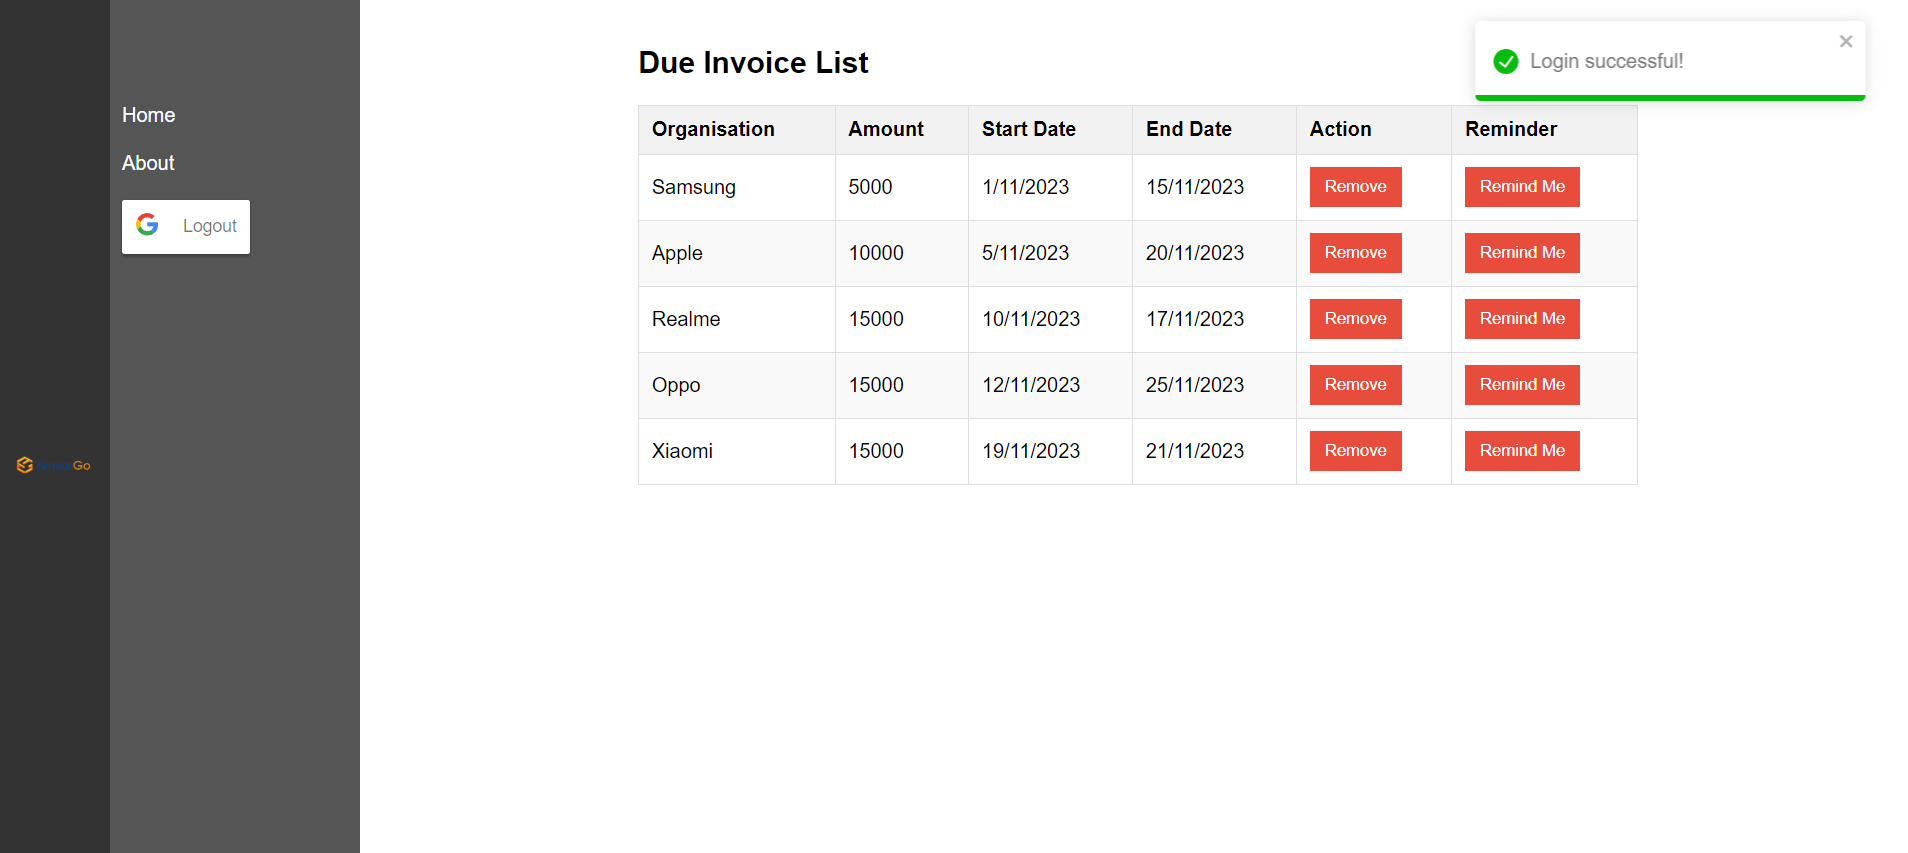 Home
About
Logout
Go
Due Invoice List
Login successful!
Organisation Amount Start Date End Date Action Reminder
Samsung 5000 1/11/2023 15/11/2023 Remove Remind Me
Apple 10000 5/11/2023 20/11/2023 Remove Remind Me
Realme 15000 10/11/2023 17/11/2023 Remove Remind Me
Oppo 15000 12/11/2023 25/11/2023 Remove Remind Me
Xiaomi 15000 19/11/2023 21/11/2023 Remove Remind Me